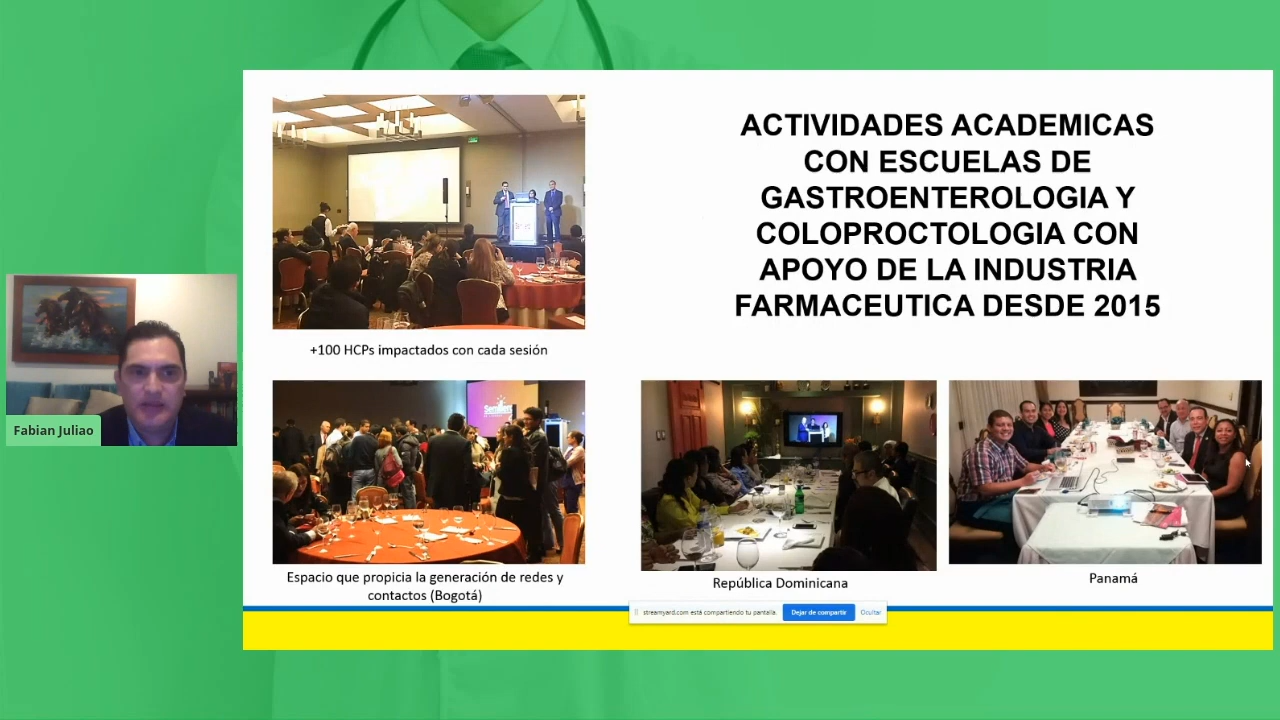 ACTIVIDADES ACADEMICAS
CON ESCUELAS DE
GASTROENTEROLOGIA Y
COLOPROCTOLOGIA CON
APOYO DE LA INDUSTRIA
FARMACEUTICA DESDE 2015
+100 HCPs impactados con cada sesión
Fabian Juliao
Espacio que propicia la generación de redes y
contactos (Bogotá)
República Dominicana
Panamá
streamyard.com está compartiendo tu pantalla.
Dejar de compartir
Ocultar